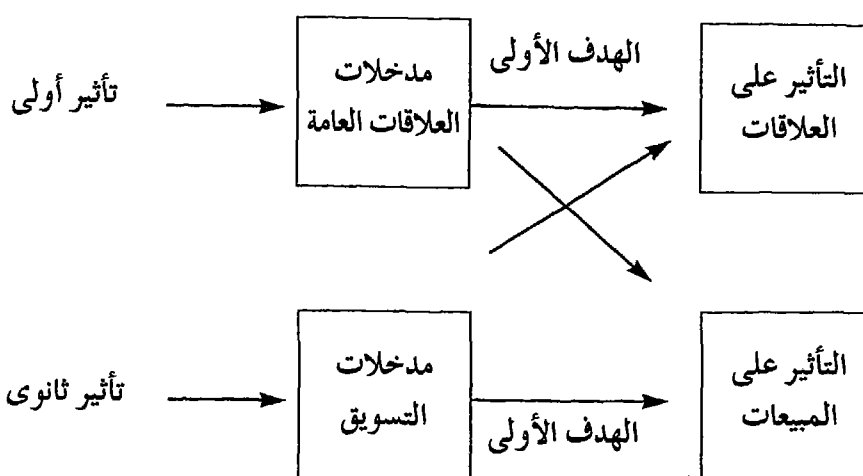 الهدف الأولى
تأثير أولى
مدخلات
العلاقات العامة
التأثير على
العلاقات
تأثير ثانوى
مدخلات
التسويق
التأثير على
المبيعات
الهدف الأولى